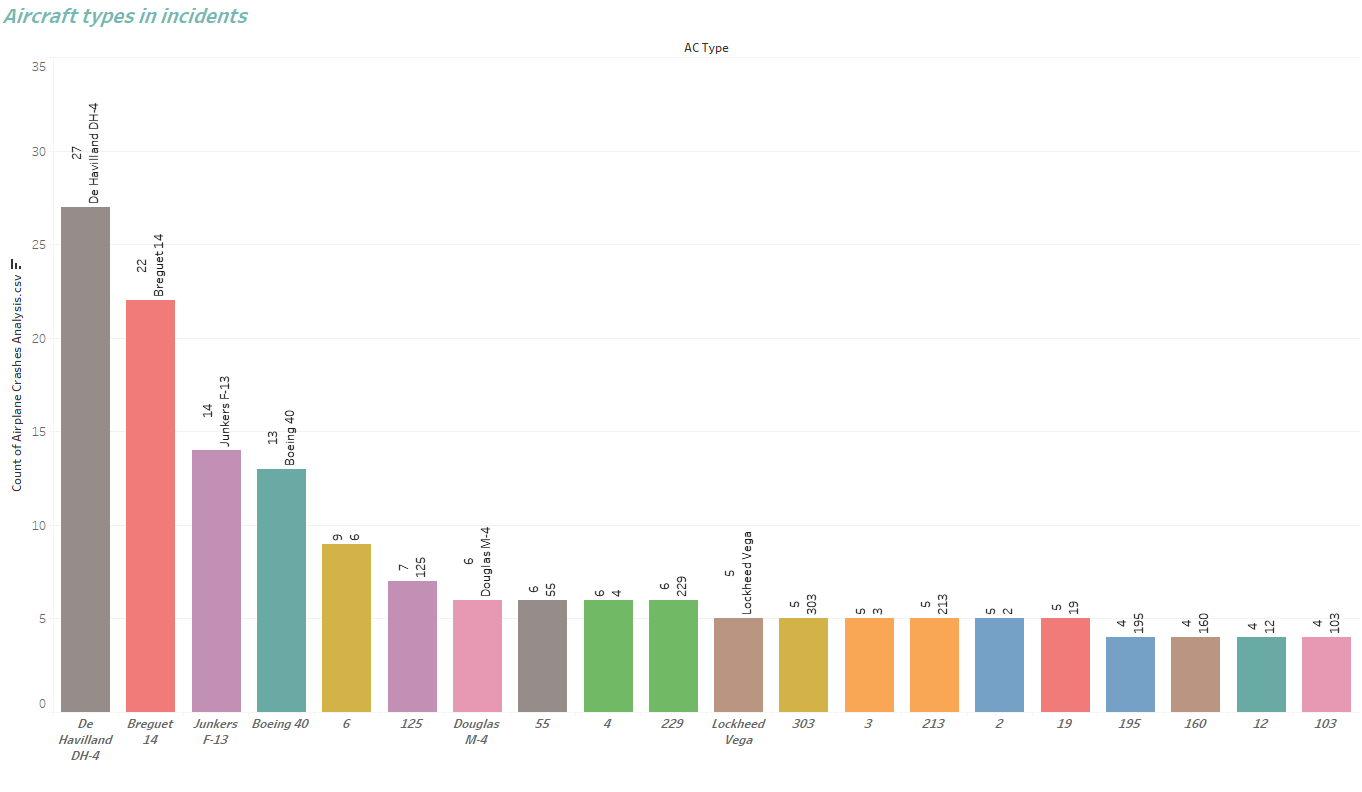 Aircraft types in incidents
AC Type
Count of Airplane Crashes Analysis.csv
35
30
25
20
15
10
5
0
27
De Havilland DH-4
22
Breguet 14
14
Junkers F-13
13
Boeing 40
9
6
7
125
6
Douglas M-4
6
55
6
4
6
229
5
Lockheed Vega
5
303
5
3
5
213
5
2
5
19
4
195
4
160
4
12
4
103
De
Havilland
DH-4
Breguet
14
Junkers
F-13
Boeing 40
6
125
Douglas
M-4
55
4
229
Lockheed
Vega
303
3
213
2
19
195
160
12
103